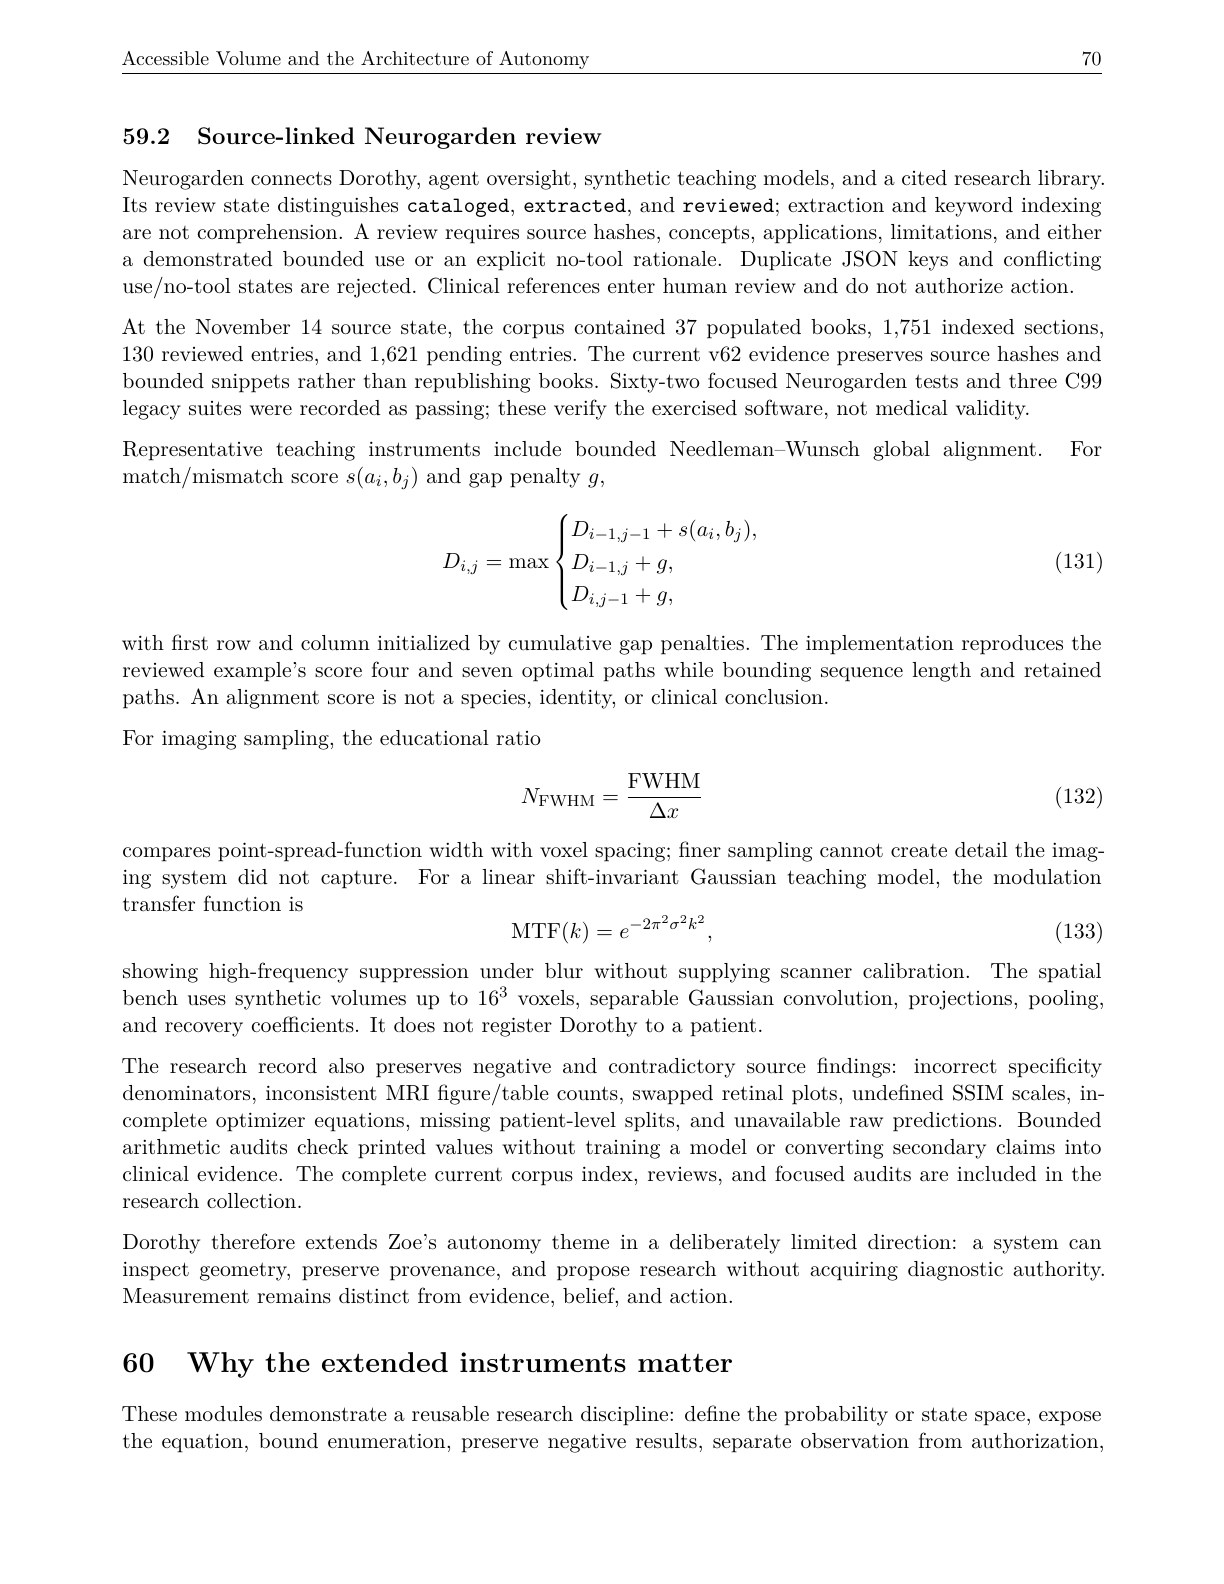 Accessible Volume and the Architecture of Autonomy 70
59.2 Source-linked Neurogarden review
Neurogarden connects Dorothy, agent oversight, synthetic teaching models, and a cited research library.
Its review state distinguishes cataloged, extracted, and reviewed; extraction and keyword indexing
are not comprehension. A review requires source hashes, concepts, applications, limitations, and either
a demonstrated bounded use or an explicit no-tool rationale. Duplicate JSON keys and conflicting
use/no-tool states are rejected. Clinical references enter human review and do not authorize action.
At the November 14 source state, the corpus contained 37 populated books, 1,751 indexed sections,
130 reviewed entries, and 1,621 pending entries. The current v62 evidence preserves source hashes and
bounded snippets rather than republishing books. Sixty-two focused Neurogarden tests and three C99
legacy suites were recorded as passing; these verify the exercised software, not medical validity.
Representative teaching instruments include bounded Needleman–Wunsch global alignment. For
match/mismatch score s(a_i, b_j) and gap penalty g,
D_{i,j} = max { D_{i−1,j−1} + s(a_i, b_j),
D_{i−1,j} + g,
D_{i,j−1} + g, (131)
with first row and column initialized by cumulative gap penalties. The implementation reproduces the
reviewed example's score four and seven optimal paths while bounding sequence length and retained
paths. An alignment score is not a species, identity, or clinical conclusion.
For imaging sampling, the educational ratio
N_FWHM = FWHM / Δx (132)
compares point-spread-function width with voxel spacing; finer sampling cannot create detail the imag-
ing system did not capture. For a linear shift-invariant Gaussian teaching model, the modulation
transfer function is
MTF(k) = e^{−2π²σ²k²}, (133)
showing high-frequency suppression under blur without supplying scanner calibration. The spatial
bench uses synthetic volumes up to 16³ voxels, separable Gaussian convolution, projections, pooling,
and recovery coefficients. It does not register Dorothy to a patient.
The research record also preserves negative and contradictory source findings: incorrect specificity
denominators, inconsistent MRI figure/table counts, swapped retinal plots, undefined SSIM scales, in-
complete optimizer equations, missing patient-level splits, and unavailable raw predictions. Bounded
arithmetic audits check printed values without training a model or converting secondary claims into
clinical evidence. The complete current corpus index, reviews, and focused audits are included in the
research collection.
Dorothy therefore extends Zoe's autonomy theme in a deliberately limited direction: a system can
inspect geometry, preserve provenance, and propose research without acquiring diagnostic authority.
Measurement remains distinct from evidence, belief, and action.
60 Why the extended instruments matter
These modules demonstrate a reusable research discipline: define the probability or state space, expose
the equation, bound enumeration, preserve negative results, separate observation from authorization,